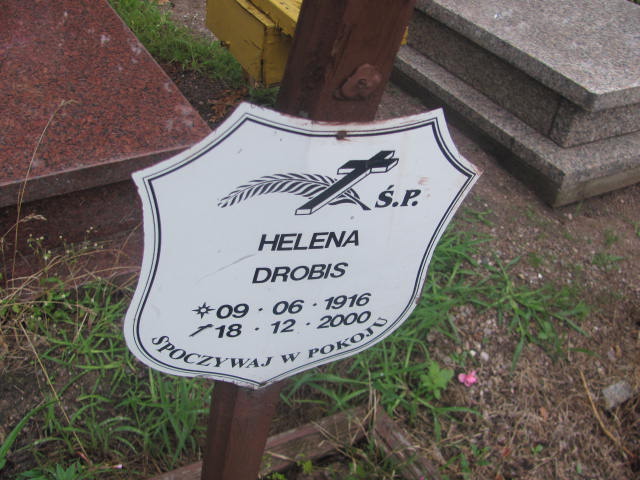 Ś.P.
HELENA
DROBIS
09 · 06 · 1916
18 · 12 · 2000
SPOCZYWAJ W POKOJU